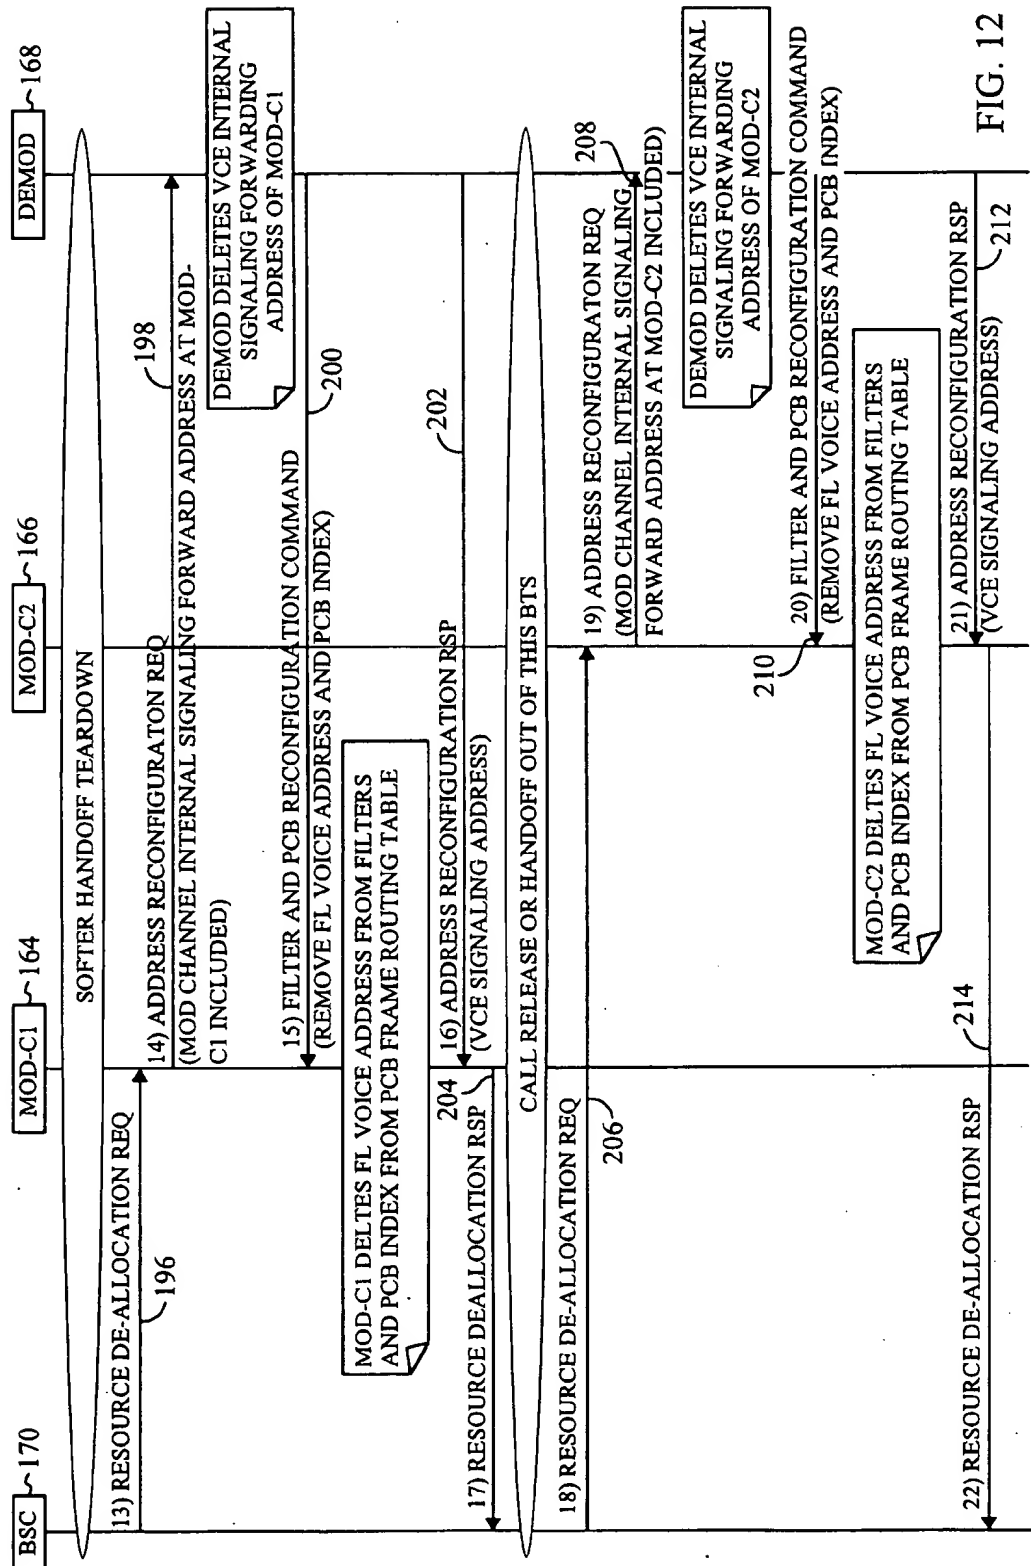 BSC 170
MOD-C1 164
MOD-C2 166
DEMOD 168
SOFTER HANDOFF TEARDOWN
13) RESOURCE DE-ALLOCATION REQ
196
14) ADDRESS RECONFIGURATON REQ
(MOD CHANNEL INTERNAL SIGNALING FORWARD ADDRESS AT MOD-
C1 INCLUDED)
198
DEMOD DELETES VCE INTERNAL
SIGNALING FORWARDING
ADDRESS OF MOD-C1
15) FILTER AND PCB RECONFIGURATION COMMAND
(REMOVE FL VOICE ADDRESS AND PCB INDEX)
200
MOD-C1 DELTES FL VOICE ADDRESS FROM FILTERS
AND PCB INDEX FROM PCB FRAME ROUTING TABLE
16) ADDRESS RECONFIGURATION RSP
(VCE SIGNALING ADDRESS)
202
17) RESOURCE DEALLOCATION RSP
204
CALL RELEASE OR HANDOFF OUT OF THIS BTS
18) RESOURCE DE-ALLOCATION REQ
206
19) ADDRESS RECONFIGURATON REQ
(MOD CHANNEL INTERNAL SIGNALING
FORWARD ADDRESS AT MOD-C2 INCLUDED)
208
DEMOD DELETES VCE INTERNAL
SIGNALING FORWARDING
ADDRESS OF MOD-C2
20) FILTER AND PCB RECONFIGURATION COMMAND
(REMOVE FL VOICE ADDRESS AND PCB INDEX)
210
MOD-C2 DELTES FL VOICE ADDRESS FROM FILTERS
AND PCB INDEX FROM PCB FRAME ROUTING TABLE
21) ADDRESS RECONFIGURATION RSP
(VCE SIGNALING ADDRESS)
212
22) RESOURCE DE-ALLOCATION RSP
214
FIG. 12